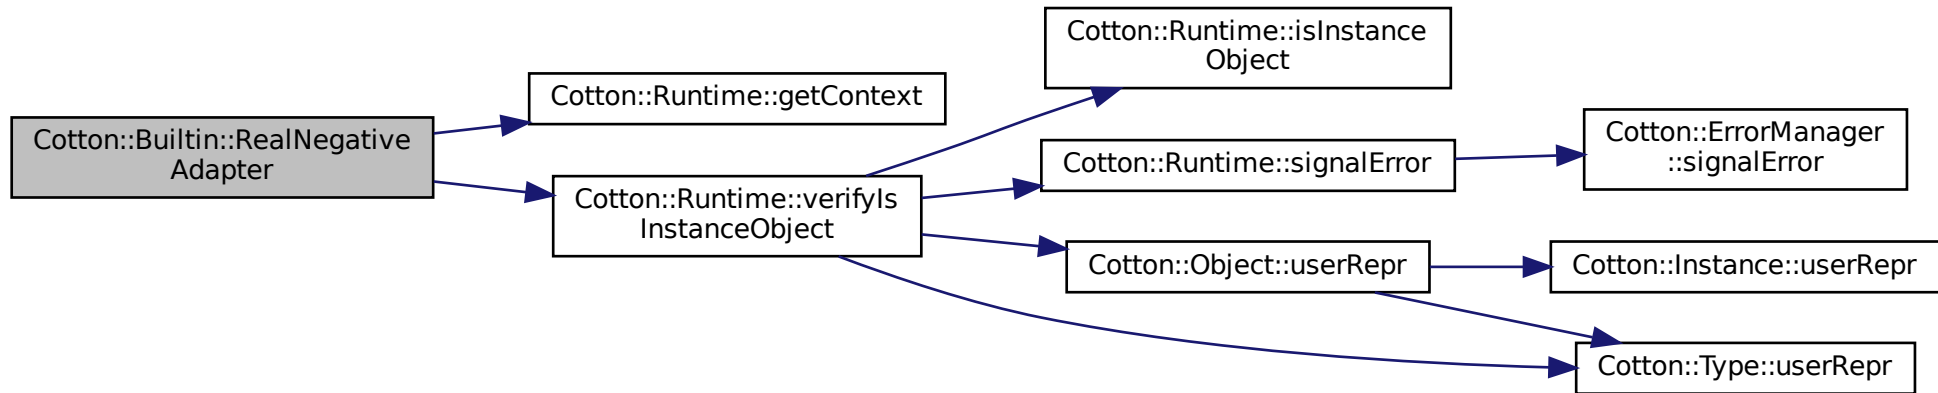 Cotton::Builtin::RealNegative
Adapter
Cotton::Runtime::getContext
Cotton::Runtime::verifyIs
InstanceObject
Cotton::Runtime::isInstance
Object
Cotton::Runtime::signalError
Cotton::ErrorManager
::signalError
Cotton::Object::userRepr
Cotton::Instance::userRepr
Cotton::Type::userRepr